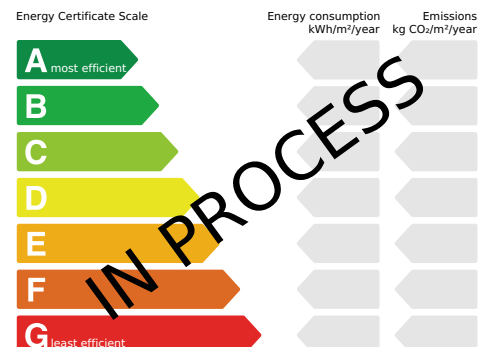 Energy Certificate Scale
Energy consumption
kWh/m²/year
Emissions
kg CO₂/m²/year
A most efficient
B
C
D
E
F
G least efficient
IN PROCESS